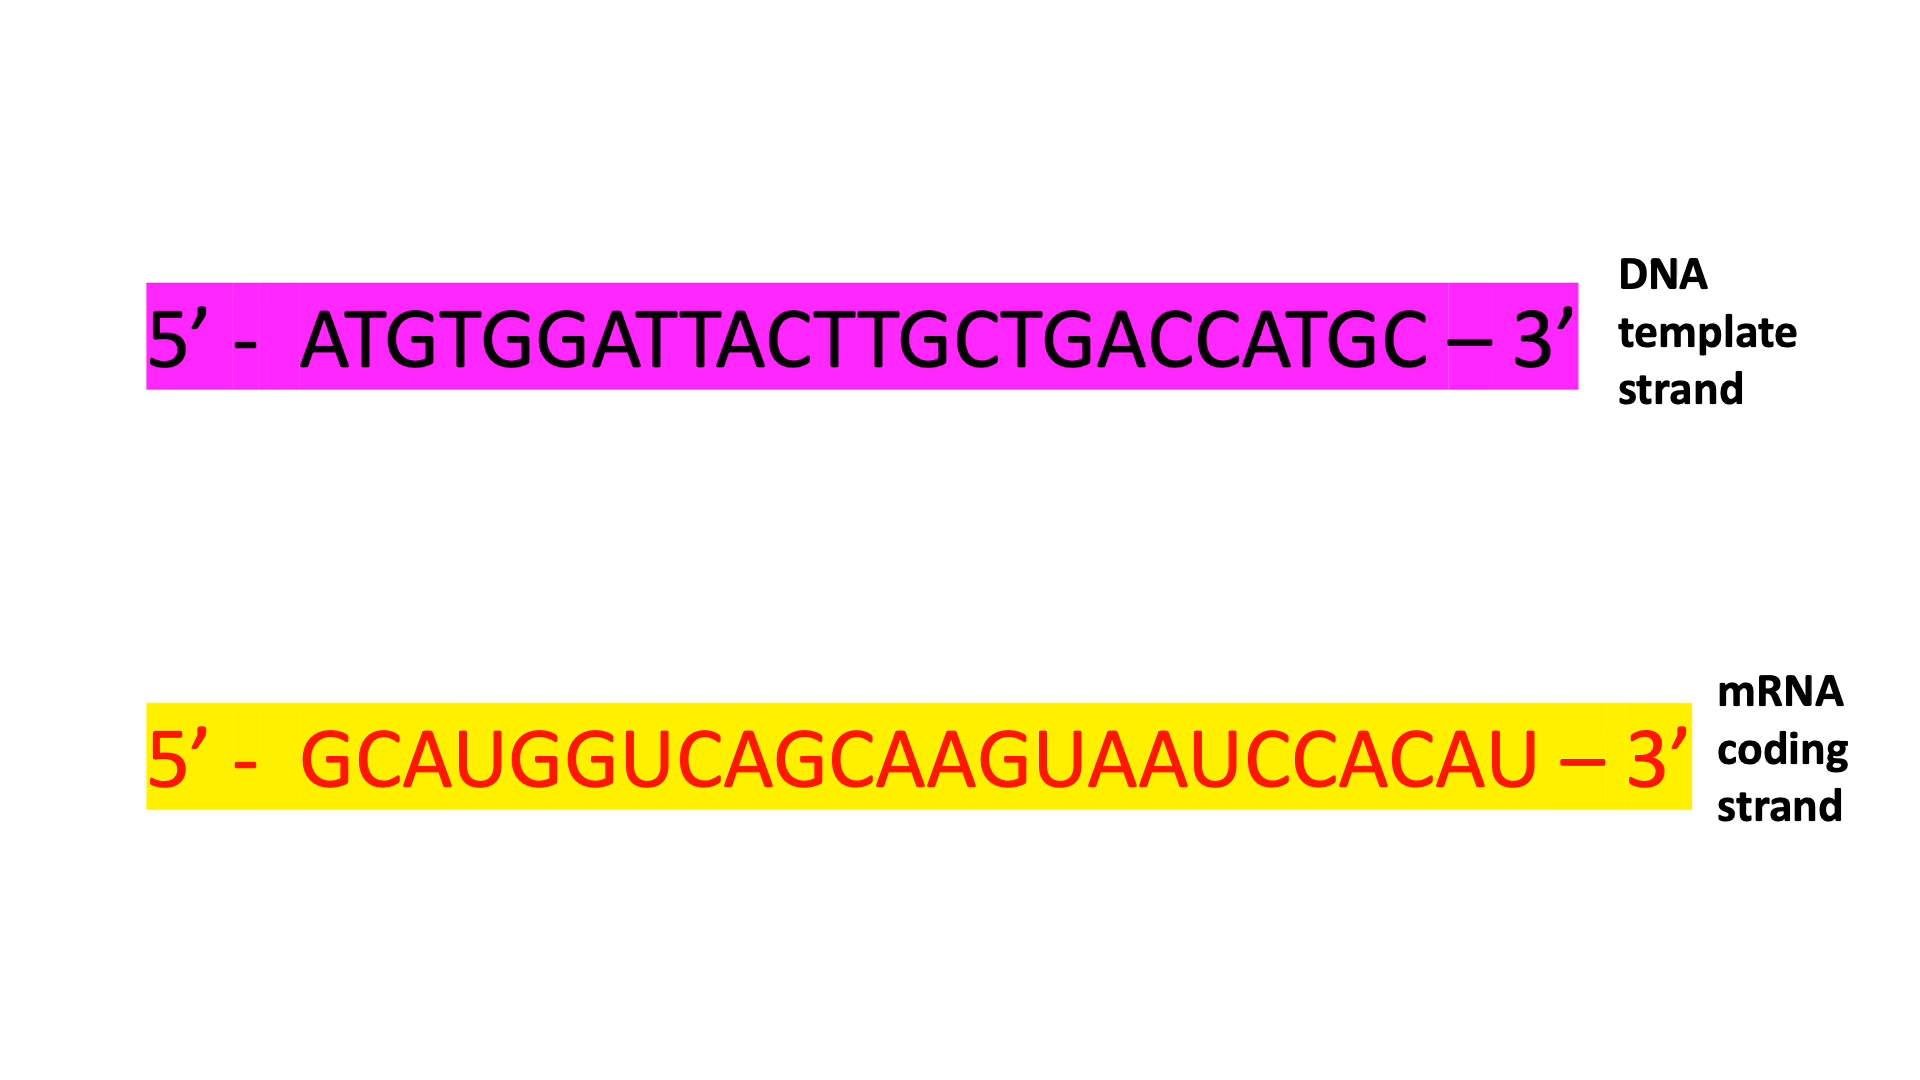 DNA
template
strand
5’ - ATGTGGATTACTTGCTGACCATGC – 3’
mRNA
coding
strand
5’ - GCAUGGUCAGCAAGUAAUCCACAU – 3’